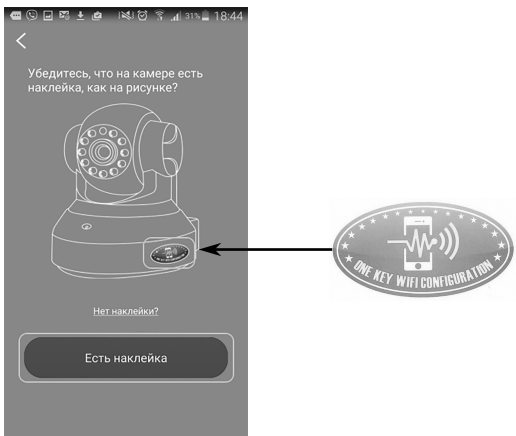 31% 18:44
Убедитесь, что на камере есть
наклейка, как на рисунке?
Нет наклейки?
Есть наклейка
ONE KEY WIFI CONFIGURATION